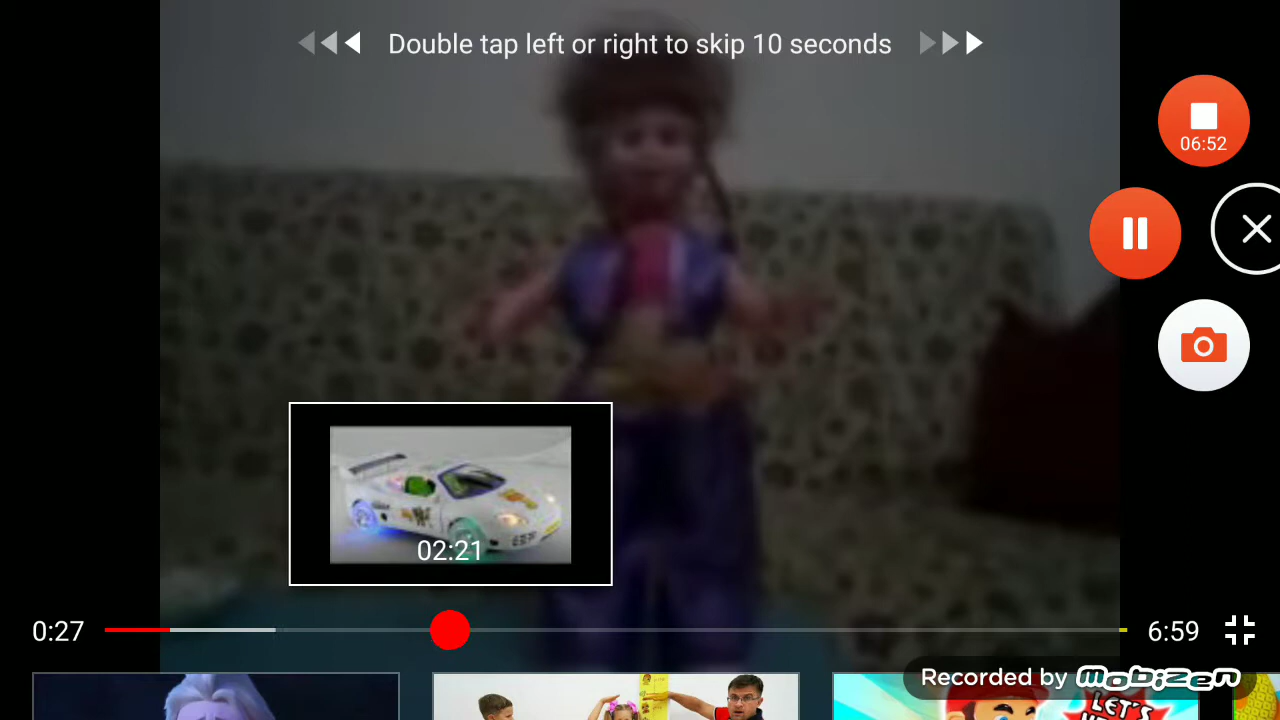 Double tap left or right to skip 10 seconds
06:52
02:21
0:27
6:59
Recorded by mobizen
LET'S